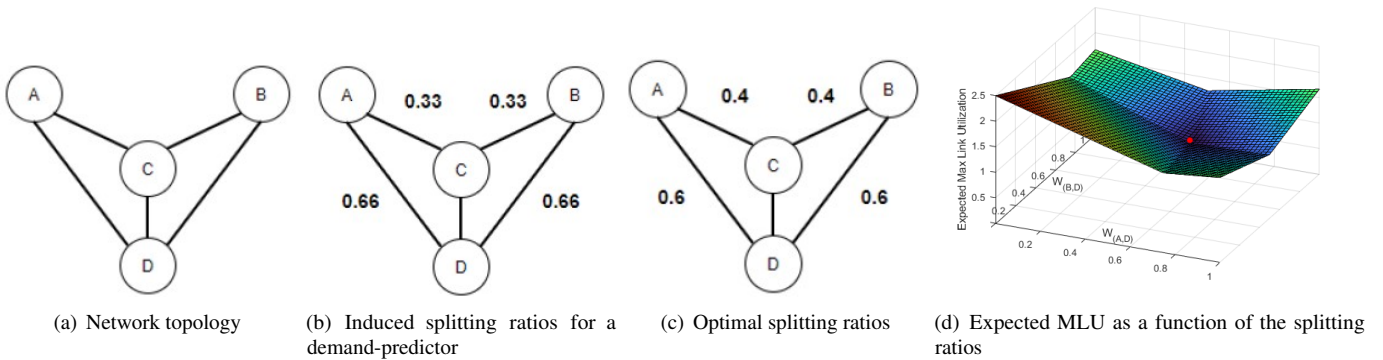 A
B
C
D
A
0.33
0.33
B
C
0.66
0.66
D
A
0.4
0.4
B
C
0.6
0.6
D
Expected Max Link Utilization
2.5
2
1.5
1
0.5
W(B,D)
1
0.8
0.6
0.4
0.2
W(A,D)
0.2
0.4
0.6
0.8
1
(a) Network topology
(b) Induced splitting ratios for a
demand-predictor
(c) Optimal splitting ratios
(d) Expected MLU as a function of the splitting
ratios